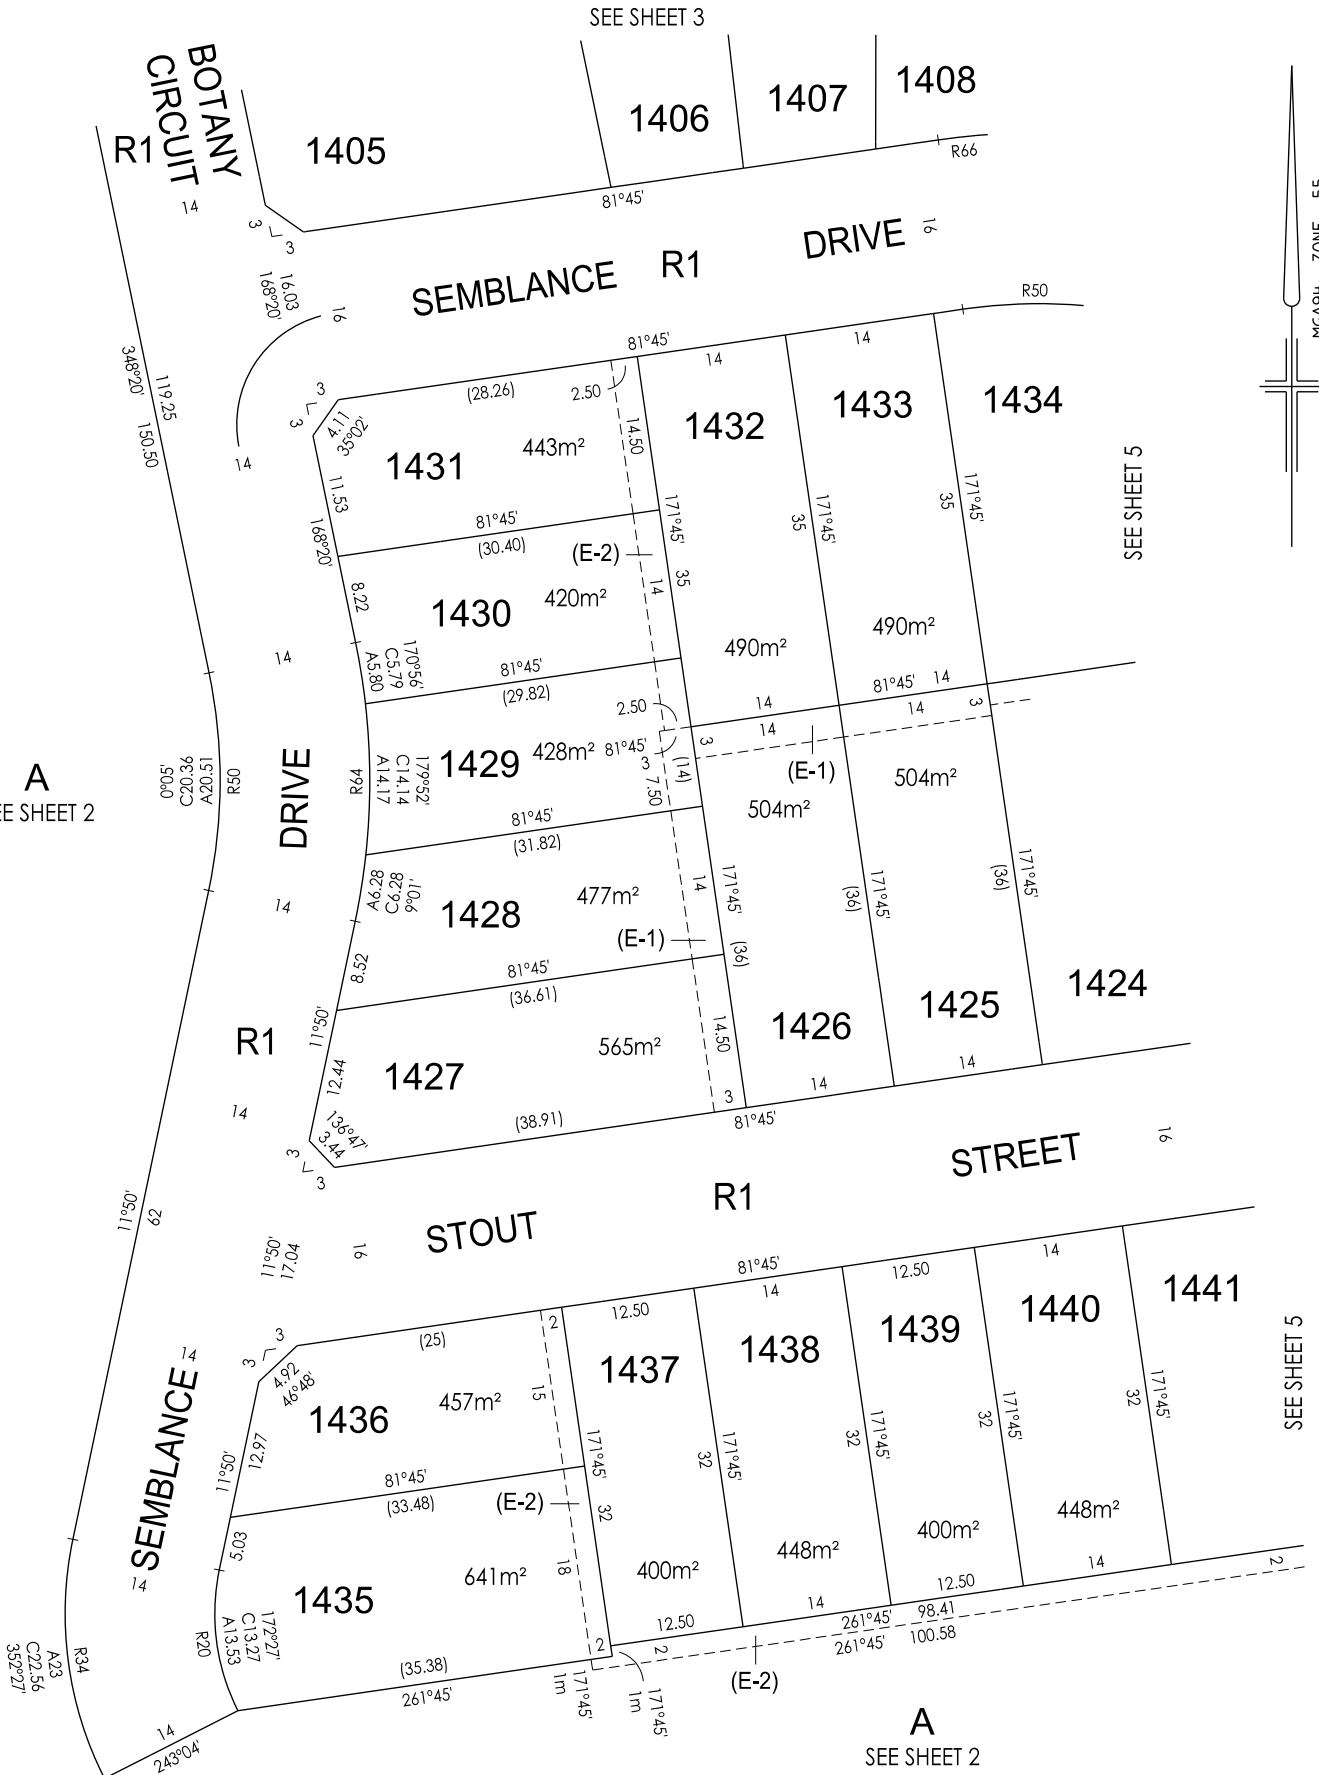 SEE SHEET 3
BOTANY
CIRCUIT
R1
1405
1406
1407
1408
R66
81°45'
14
3
3
16.03
168°20'
16
SEMBLANCE
R1
DRIVE
16
R50
348°20'
119.25
150.50
14
81°45'
14
14
(28.26)
2.50
3
3
4.11
35°02'
1431
443m²
14.50
1432
1433
1434
11.53
168°20'
81°45'
(30.40)
(E-2)
171°45'
35
35
171°45'
35
171°45'
SEE SHEET 5
8.22
1430
420m²
14
490m²
490m²
14
170°56'
C5.79
A5.80
81°45'
(29.82)
2.50
14
81°45'
14
14
14
3
A
SEE SHEET 2
0°05'
C20.36
A20.51
R50
DRIVE
R64
179°52'
C14.14
A14.17
1429
428m²
81°45'
3
7.50
(14)
3
(E-1)
504m²
504m²
81°45'
(31.82)
A6.28
C6.28
9°01'
14
1428
477m²
14
171°45'
(36)
(E-1)
(36)
171°45'
(36)
171°45'
8.52
81°45'
(36.61)
11°50'
R1
1427
565m²
14.50
1426
1425
1424
12.44
14
136°47'
3.44
3
3
(38.91)
3
81°45'
14
14
STOUT
R1
STREET
16
11°50'
62
11°50'
17.04
16
81°45'
12.50
14
12.50
14
3
3
4.92
46°48'
(25)
2
1436
457m²
15
1437
1438
1439
1440
1441
SEE SHEET 5
14
SEMBLANCE
14
11°50'
12.97
81°45'
(33.48)
(E-2)
171°45'
32
32
171°45'
32
171°45'
32
171°45'
32
171°45'
5.03
1435
641m²
18
400m²
448m²
400m²
448m²
R20
172°27'
C13.27
A13.53
(35.38)
261°45'
2
12.50
14
12.50
14
2
2
261°45'
98.41
261°45'
100.58
(E-2)
171°45'
1m
171°45'
1m
R34
A23
C22.56
352°27'
14
243°04'
A
SEE SHEET 2